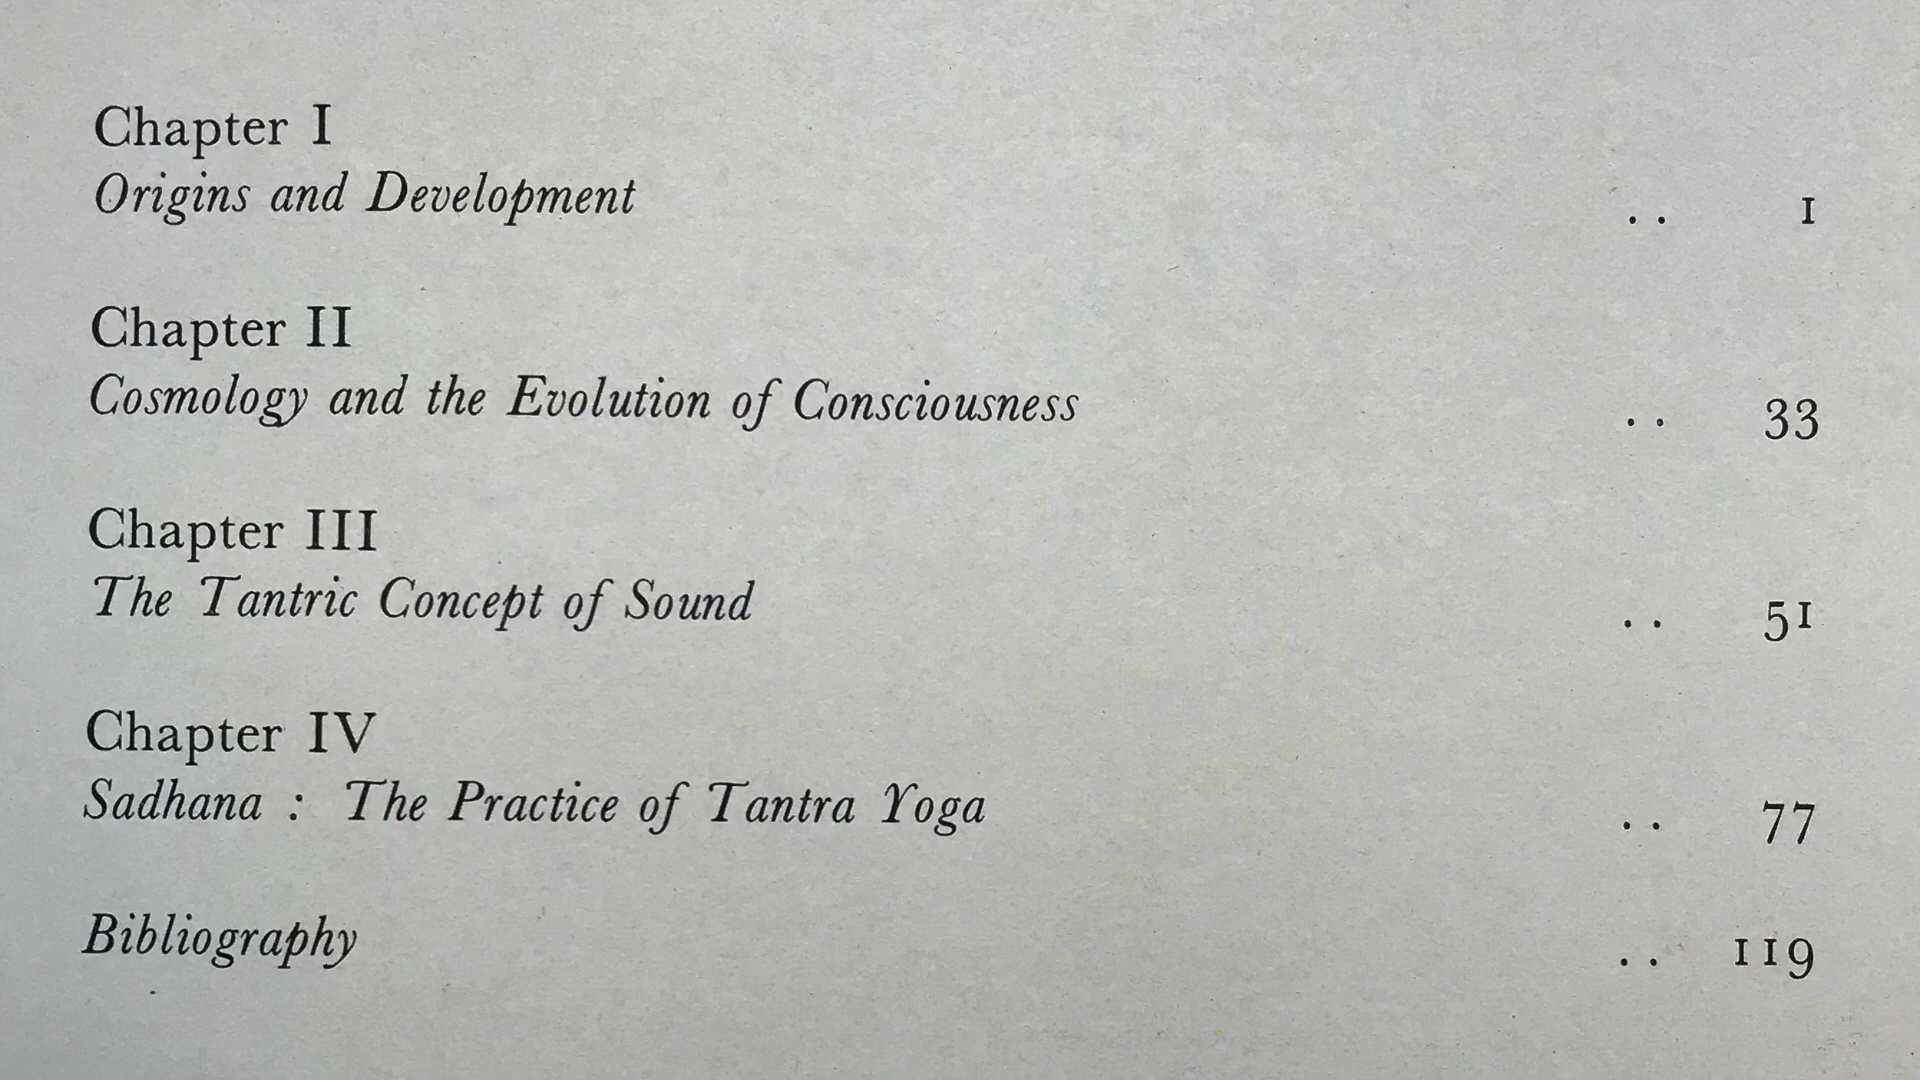 Chapter I
Origins and Development .. 1
Chapter II
Cosmology and the Evolution of Consciousness .. 33
Chapter III
The Tantric Concept of Sound .. 51
Chapter IV
Sadhana : The Practice of Tantra Yoga .. 77
Bibliography .. 119